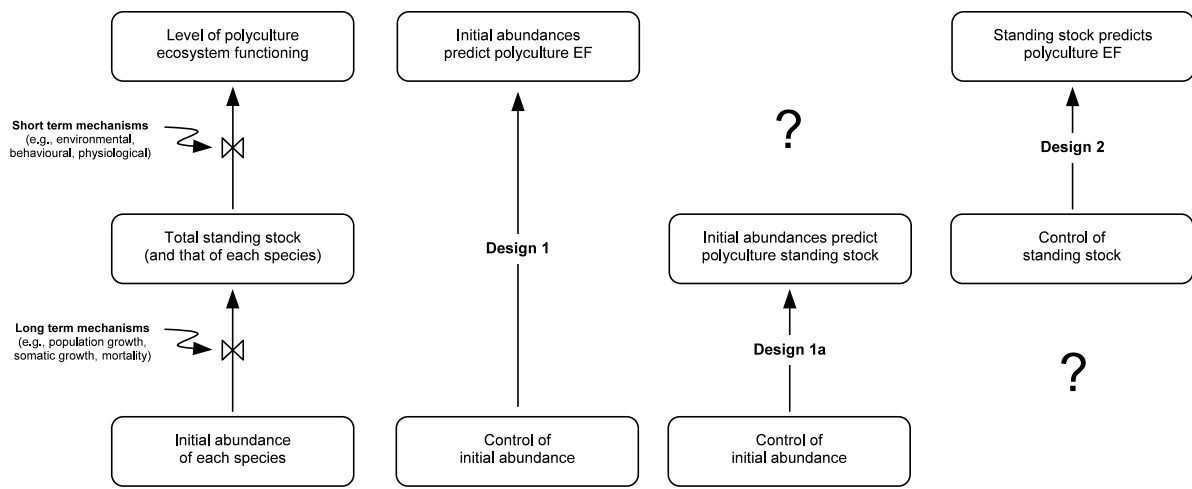 Level of polyculture
ecosystem functioning
Short term mechanisms
(e.g., environmental,
behavioural, physiological)
Total standing stock
(and that of each species)
Long term mechanisms
(e.g., population growth,
somatic growth, mortality)
Initial abundance
of each species
Initial abundances
predict polyculture EF
Design 1
Control of
initial abundance
?
Initial abundances predict
polyculture standing stock
Design 1a
Control of
initial abundance
Standing stock predicts
polyculture EF
Design 2
Control of
standing stock
?